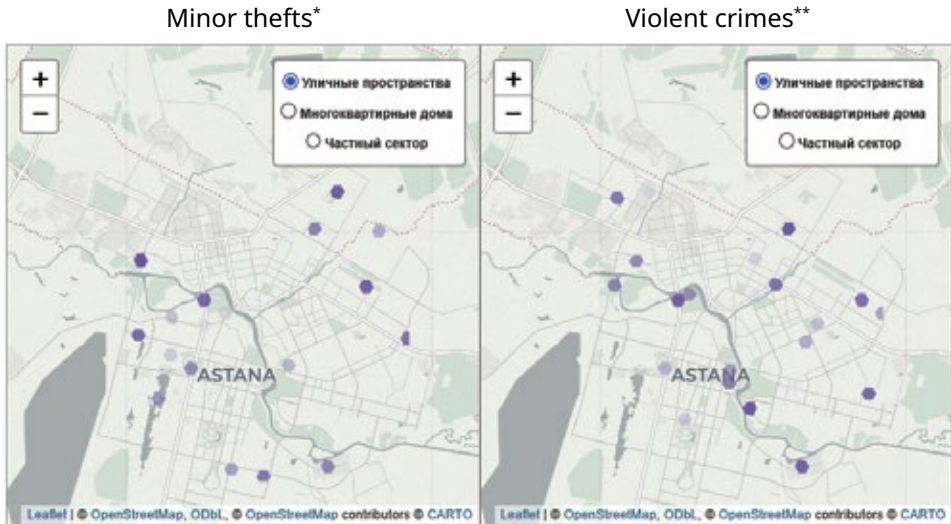 Minor thefts*
Violent crimes**
+
−
Уличные пространства
Многоквартирные дома
Частный сектор
ASTANA
Leaflet | © OpenStreetMap, ODbL, © OpenStreetMap contributors © CARTO
+
−
Уличные пространства
Многоквартирные дома
Частный сектор
ASTANA
Leaflet | © OpenStreetMap, ODbL, © OpenStreetMap contributors © CARTO